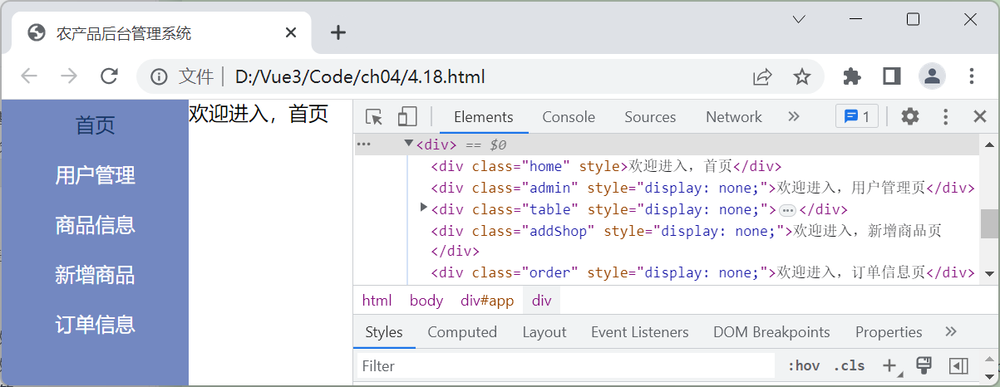 农产品后台管理系统
文件 | D:/Vue3/Code/ch04/4.18.html
首页
用户管理
商品信息
新增商品
订单信息
欢迎进入，首页
Elements Console Sources Network » 1
<div> == $0
<div class="home" style>欢迎进入，首页</div>
<div class="admin" style="display: none;">欢迎进入，用户管理页</div>
<div class="table" style="display: none;">…</div>
<div class="addShop" style="display: none;">欢迎进入，新增商品页
</div>
<div class="order" style="display: none;">欢迎进入，订单信息页</div>
html body div#app div
Styles Computed Layout Event Listeners DOM Breakpoints Properties »
Filter :hov .cls